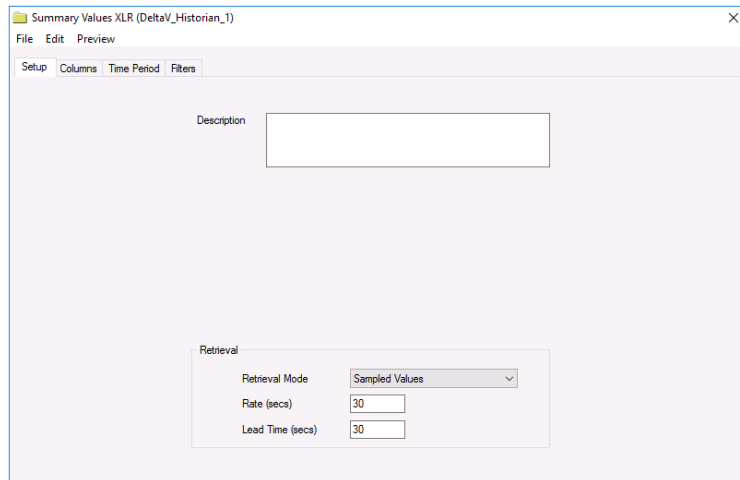 Summary Values XLR (DeltaV_Historian_1)
File Edit Preview
Setup Columns Time Period Filters
Description
Retrieval
Retrieval Mode Sampled Values
Rate (secs) 30
Lead Time (secs) 30